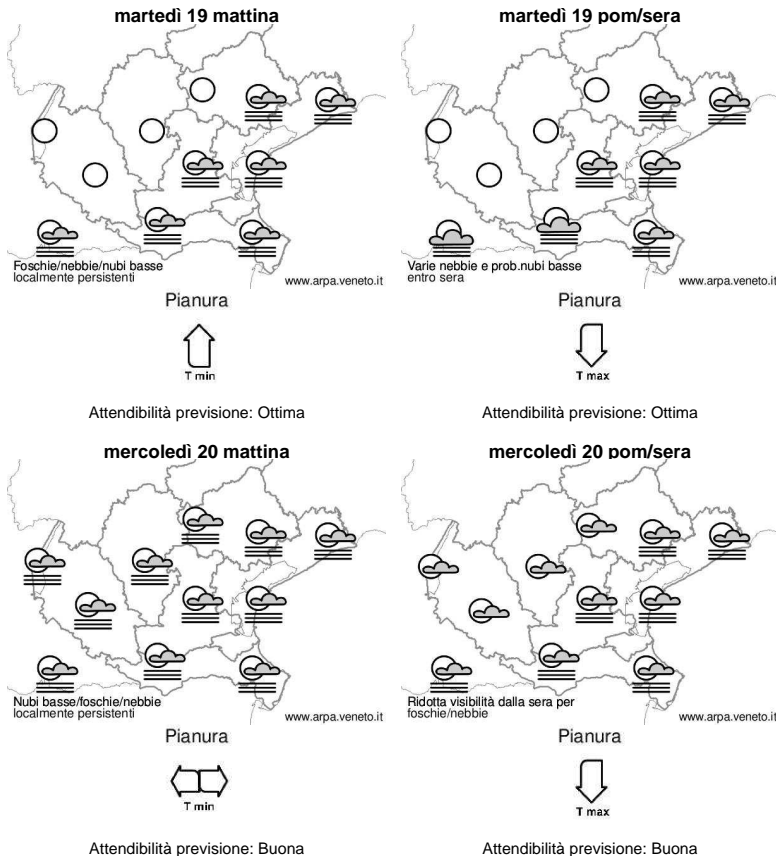 martedì 19 mattina
Foschie/nebbie/nubi basse
localmente persistenti
www.arpa.veneto.it
Pianura
T min
Attendibilità previsione: Ottima
martedì 19 pom/sera
Varie nebbie e prob.nubi basse
entro sera
www.arpa.veneto.it
Pianura
T max
Attendibilità previsione: Ottima
mercoledì 20 mattina
Nubi basse/foschie/nebbie
localmente persistenti
www.arpa.veneto.it
Pianura
T min
Attendibilità previsione: Buona
mercoledì 20 pom/sera
Ridotta visibilità dalla sera per
foschie/nebbie
www.arpa.veneto.it
Pianura
T max
Attendibilità previsione: Buona